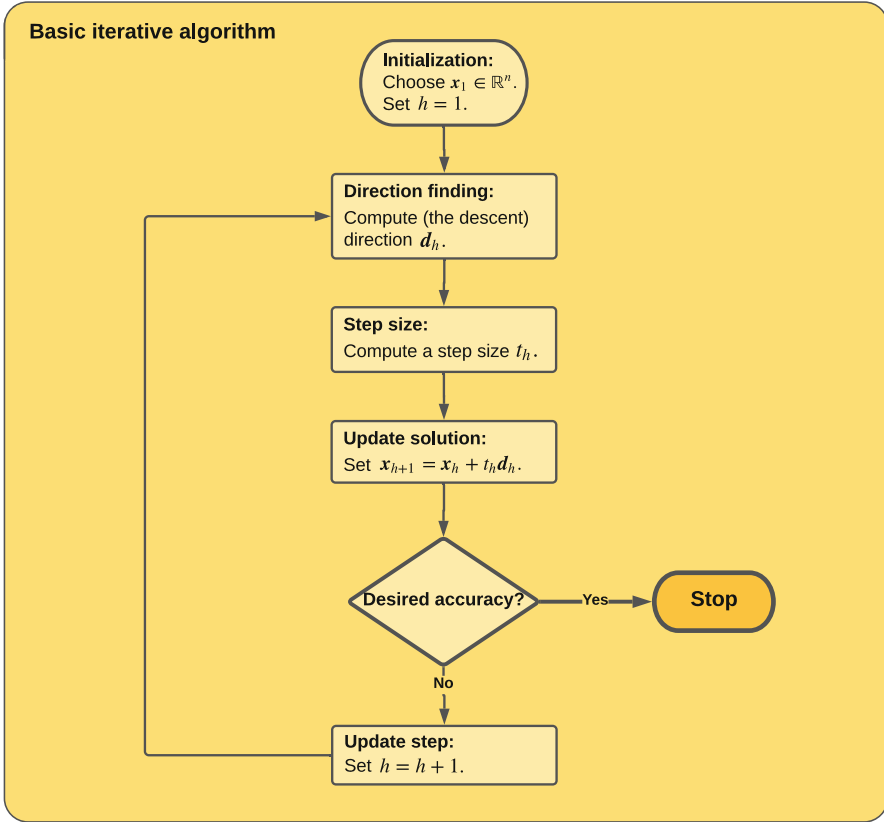 Basic iterative algorithm
Initialization:
Choose 𝒙₁ ∈ ℝⁿ.
Set h = 1.
Direction finding:
Compute (the descent)
direction 𝒅ₕ.
Step size:
Compute a step size tₕ.
Update solution:
Set 𝒙ₕ₊₁ = 𝒙ₕ + tₕ𝒅ₕ.
Desired accuracy?
Yes
Stop
No
Update step:
Set h = h + 1.